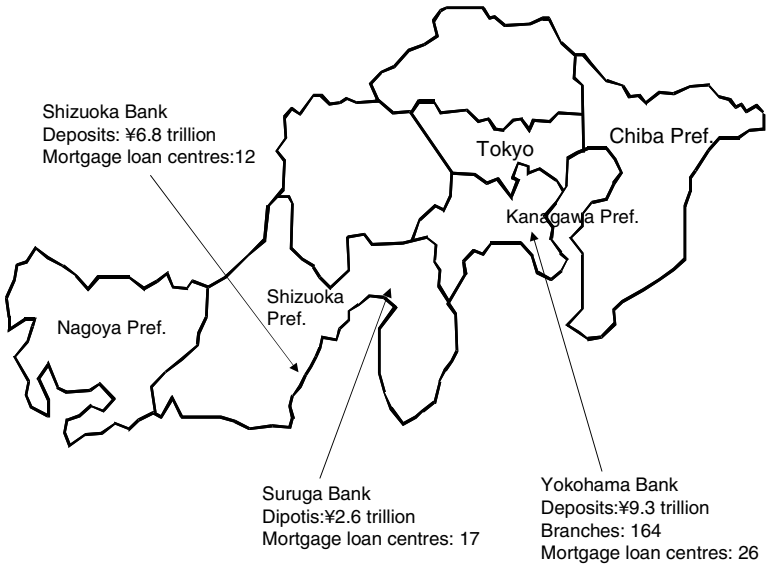 Shizuoka Bank
Deposits: ¥6.8 trillion
Mortgage loan centres:12
Tokyo
Chiba Pref.
Kanagawa Pref.
Shizuoka
Pref.
Nagoya Pref.
Suruga Bank
Dipotis:¥2.6 trillion
Mortgage loan centres: 17
Yokohama Bank
Deposits:¥9.3 trillion
Branches: 164
Mortgage loan centres: 26